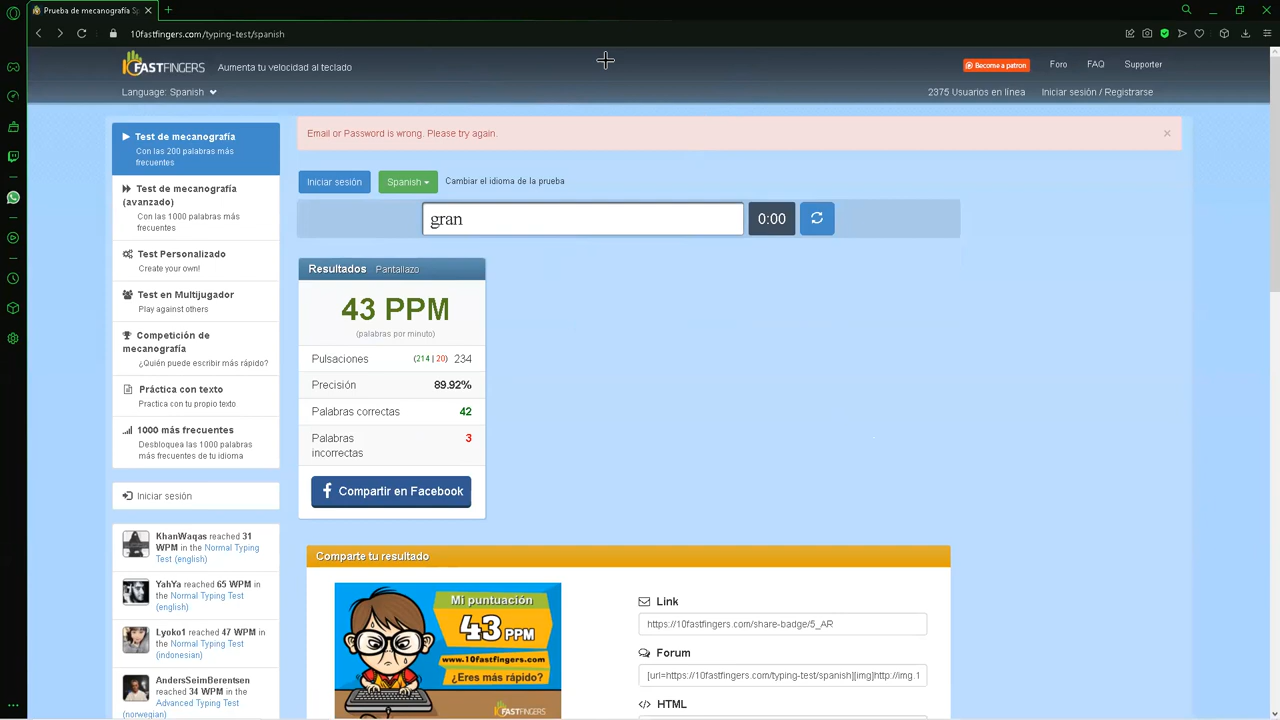 Prueba de mecanografía S
10fastfingers.com/typing-test/spanish
10FASTFINGERS
Aumenta tu velocidad al teclado
Become a patron
Foro
FAQ
Supporter
Language: Spanish
2375 Usuarios en línea
Iniciar sesión / Registrarse
Test de mecanografía
Con las 200 palabras más
frecuentes
Test de mecanografía
(avanzado)
Con las 1000 palabras más
frecuentes
Test Personalizado
Create your own!
Test en Multijugador
Play against others
Competición de
mecanografía
¿Quién puede escribir más rápido?
Práctica con texto
Practica con tu propio texto
1000 más frecuentes
Desbloquea las 1000 palabras
más frecuentes de tu idioma
Iniciar sesión
KhanWaqas reached 31
WPM in the Normal Typing
Test (english)
YahYa reached 65 WPM in
the Normal Typing Test
(english)
Lyoko1 reached 47 WPM in
the Normal Typing Test
(indonesian)
AndersSeimBerentsen
reached 34 WPM in the
Advanced Typing Test
(norwegian)
Email or Password is wrong. Please try again.
×
Iniciar sesión
Spanish
Cambiar el idioma de la prueba
gran
0:00
Resultados Pantallazo
43 PPM
(palabras por minuto)
Pulsaciones (214 | 20) 234
Precisión 89.92%
Palabras correctas 42
Palabras
incorrectas 3
Compartir en Facebook
Comparte tu resultado
Mi puntuación
43 PPM
www.10fastfingers.com
¿Eres más rápido?
10FASTFINGERS
Link
https://10fastfingers.com/share-badge/5_AR
Forum
[url=https://10fastfingers.com/typing-test/spanish][img]http://img.1
HTML